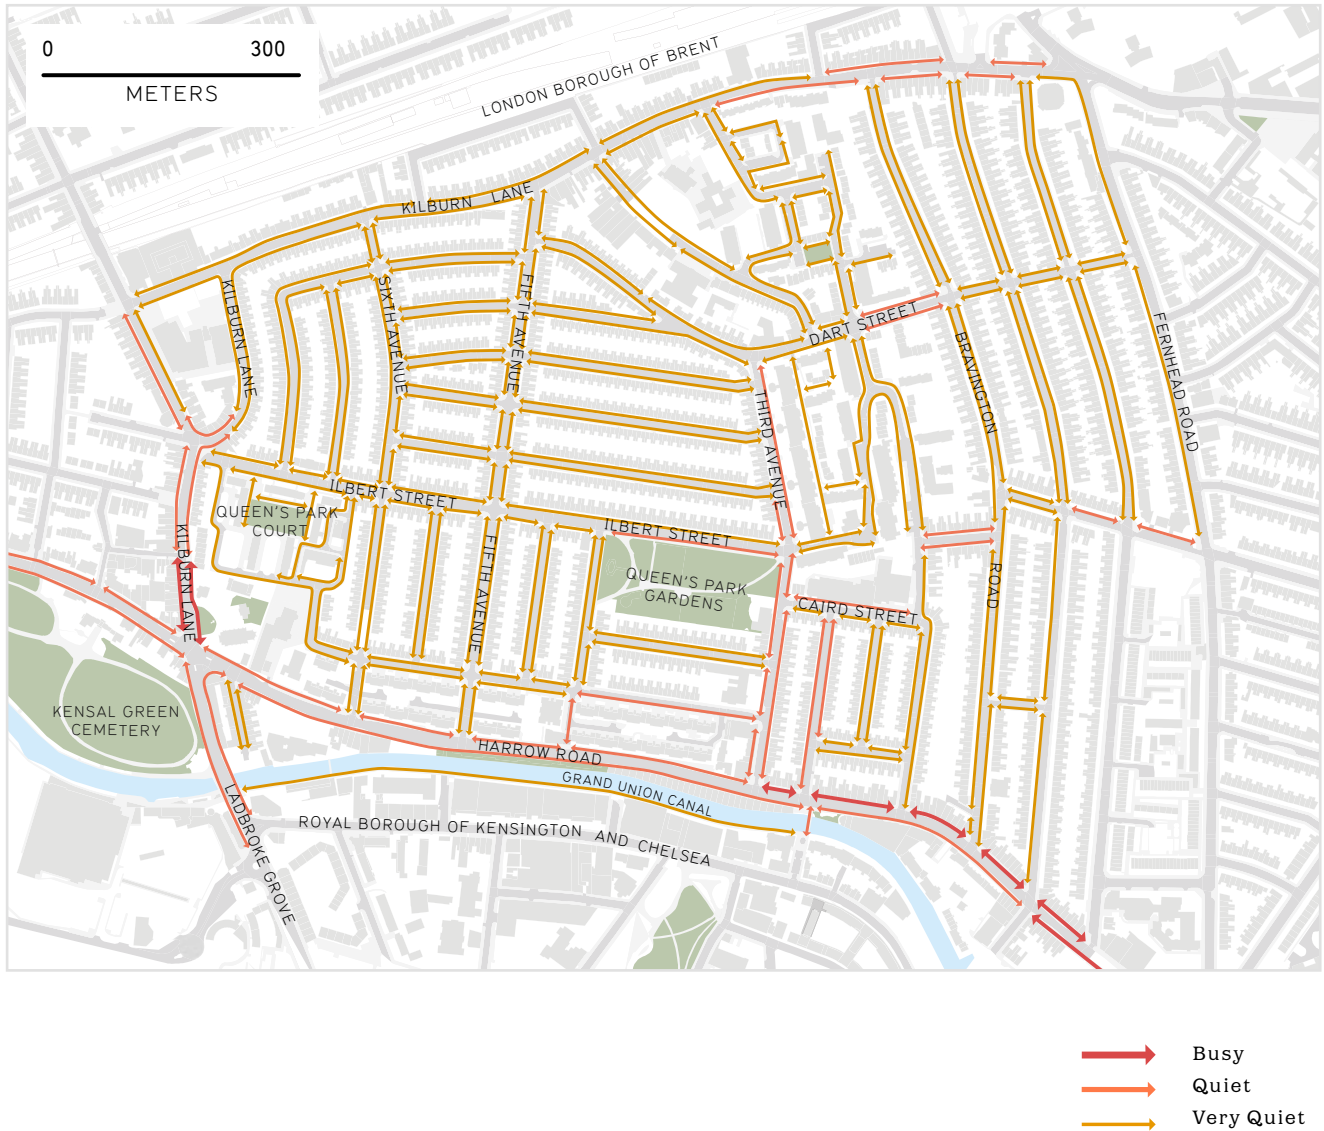 0 300
METERS
LONDON BOROUGH OF BRENT
KILBURN LANE
KILBURN LANE
SIXTH AVENUE
FIFTH AVENUE
DART STREET
BRAVINGTON
ROAD
FERNHEAD ROAD
THIRD AVENUE
ILBERT STREET
QUEEN'S PARK
COURT
ILBERT STREET
KILBURN LANE
FIFTH AVENUE
QUEEN'S PARK
GARDENS
CAIRD STREET
KENSAL GREEN
CEMETERY
HARROW ROAD
GRAND UNION CANAL
LADBROKE GROVE
ROYAL BOROUGH OF KENSINGTON AND CHELSEA
Busy
Quiet
Very Quiet